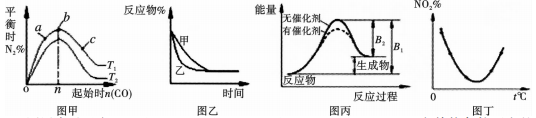 平衡时N₂%
a
b
c
T₁
T₂
0
n
起始时n(CO)
图甲
反应物%
甲
乙
时间
图乙
能量
无催化剂
有催化剂
B₂
B₁
生成物
反应物
反应过程
图丙
NO₂%
0
t℃
图丁